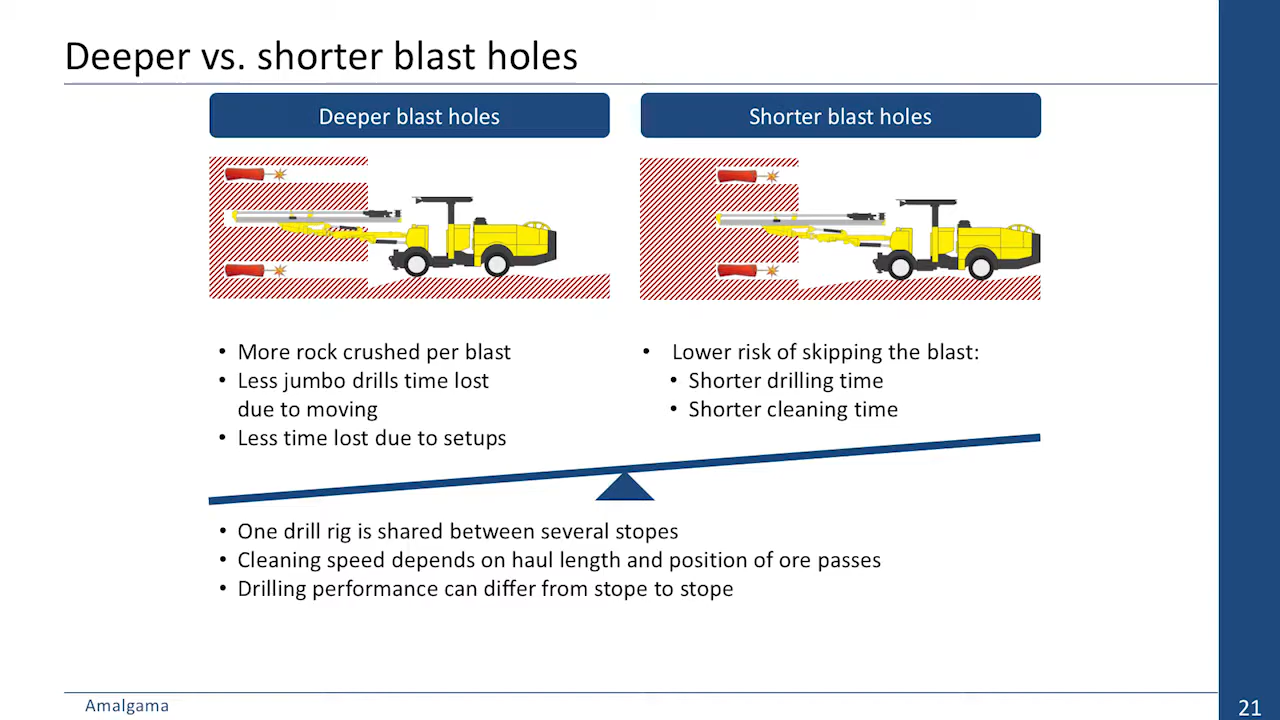 Deeper vs. shorter blast holes
Deeper blast holes
Shorter blast holes
• More rock crushed per blast
• Less jumbo drills time lost
due to moving
• Less time lost due to setups
• Lower risk of skipping the blast:
• Shorter drilling time
• Shorter cleaning time
• One drill rig is shared between several stopes
• Cleaning speed depends on haul length and position of ore passes
• Drilling performance can differ from stope to stope
Amalgama
21